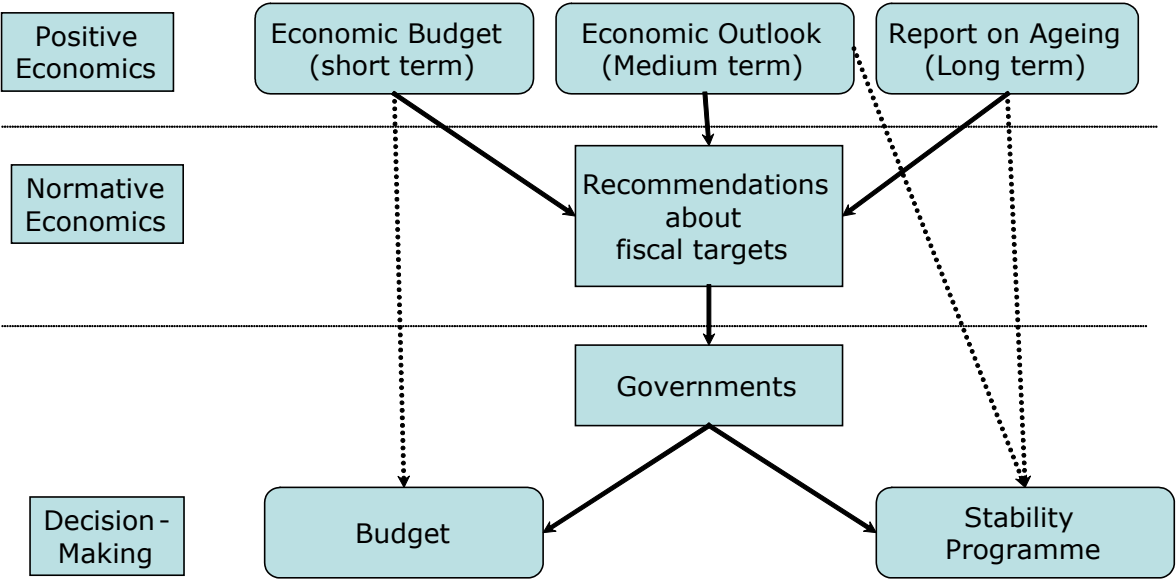 Positive
Economics
Economic Budget
(short term)
Economic Outlook
(Medium term)
Report on Ageing
(Long term)
Normative
Economics
Recommendations
about
fiscal targets
Governments
Decision-
Making
Budget
Stability
Programme